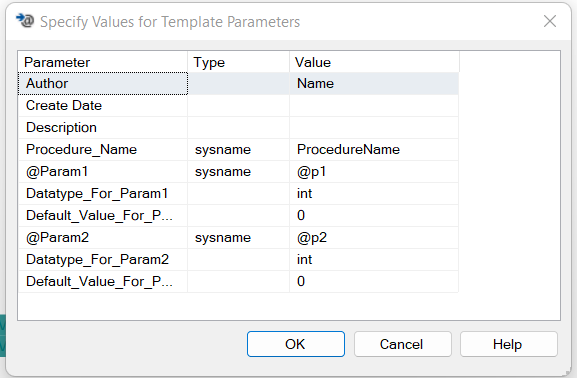 Specify Values for Template Parameters
Parameter Type Value
Author Name
Create Date
Description
Procedure_Name sysname ProcedureName
@Param1 sysname @p1
Datatype_For_Param1 int
Default_Value_For_P... 0
@Param2 sysname @p2
Datatype_For_Param2 int
Default_Value_For_P... 0
OK Cancel Help